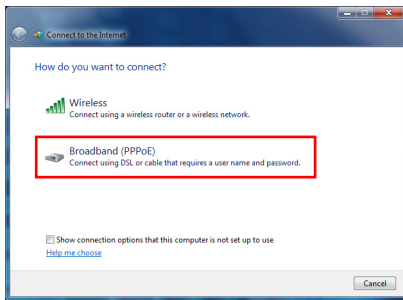 Connect to the Internet
How do you want to connect?
Wireless
Connect using a wireless router or a wireless network.
Broadband (PPPoE)
Connect using DSL or cable that requires a user name and password.
Show connection options that this computer is not set up to use
Help me choose
Cancel